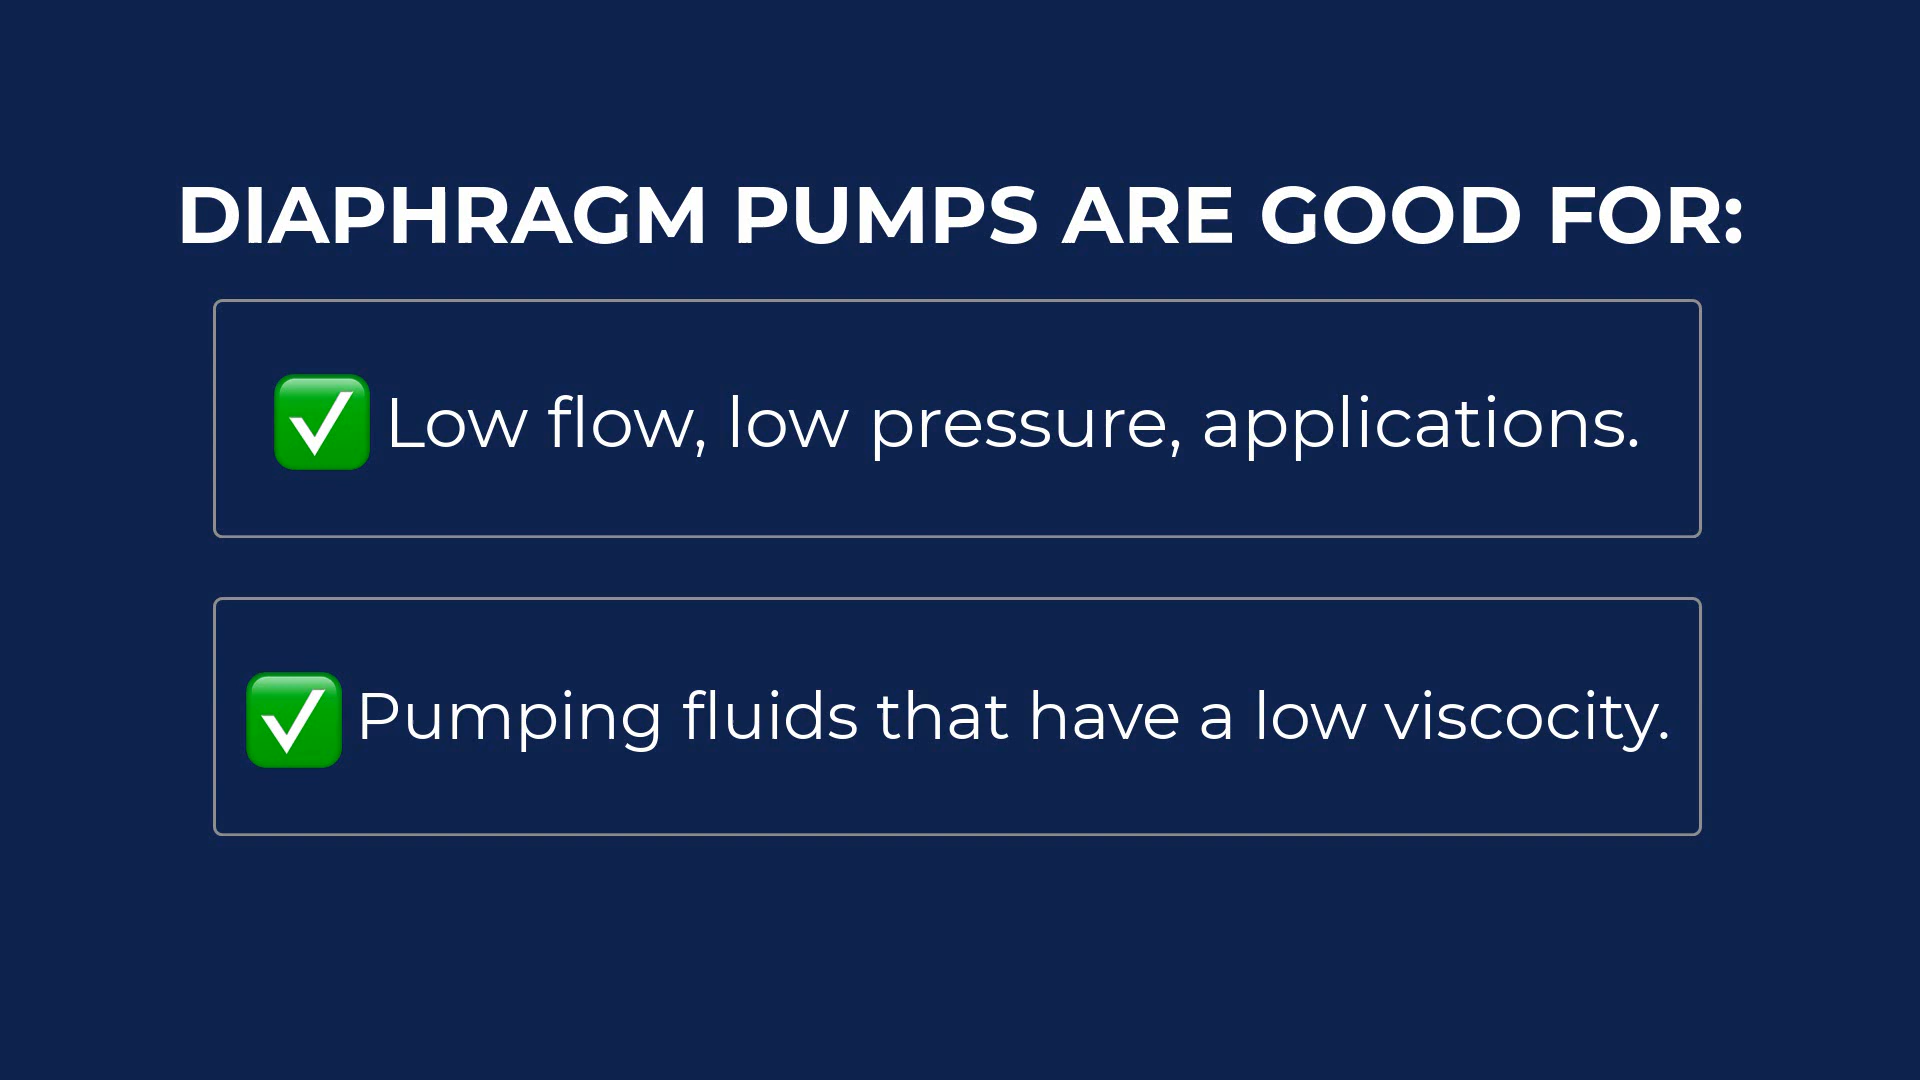 DIAPHRAGM PUMPS ARE GOOD FOR:
✅ Low flow, low pressure, applications.
✅ Pumping fluids that have a low viscocity.